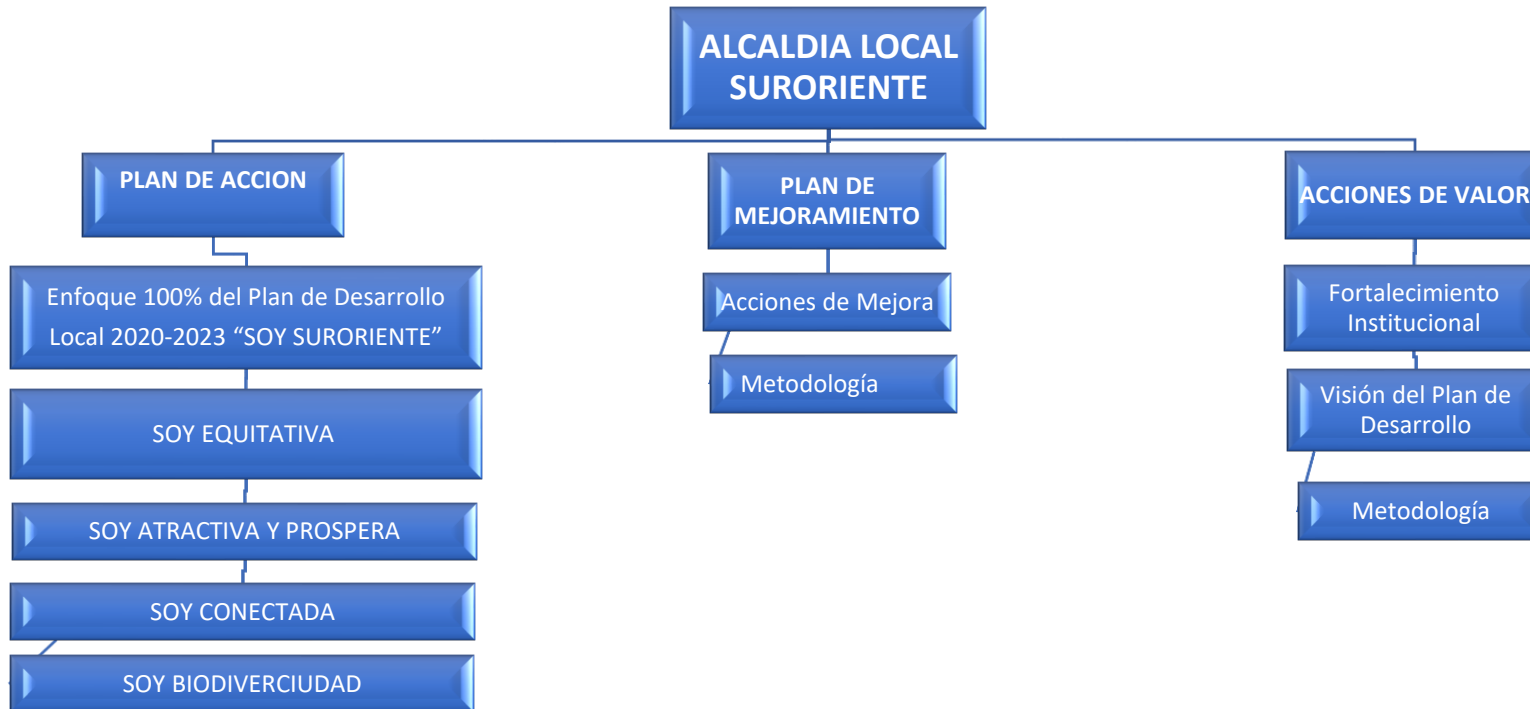 ALCALDIA LOCAL
SURORIENTE
PLAN DE ACCION
Enfoque 100% del Plan de Desarrollo
Local 2020-2023 “SOY SURORIENTE”
SOY EQUITATIVA
SOY ATRACTIVA Y PROSPERA
SOY CONECTADA
SOY BIODIVERCIUDAD
PLAN DE
MEJORAMIENTO
Acciones de Mejora
Metodología
ACCIONES DE VALOR
Fortalecimiento
Institucional
Visión del Plan de
Desarrollo
Metodología